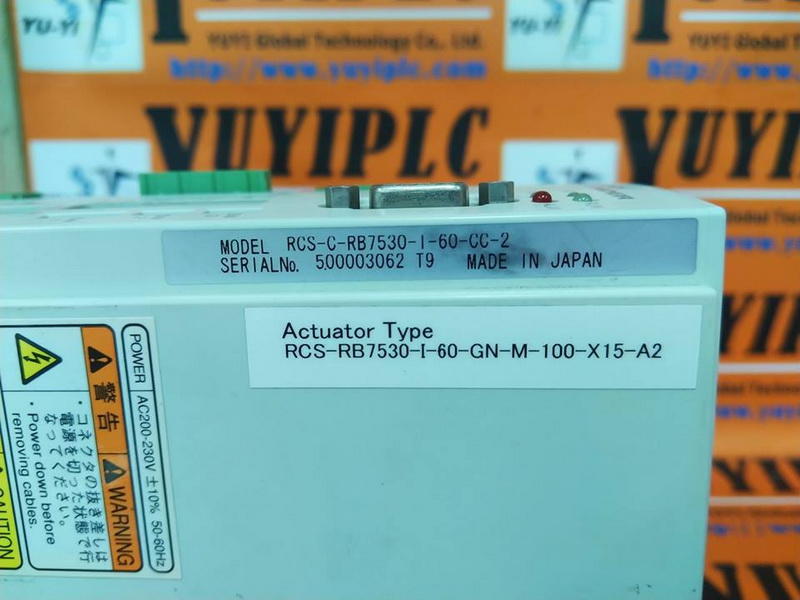 YU-YI
YUYI Global Technology Co., Ltd.
http://www.yuyiplc.com
YUYIPLC
YUYIPLC
MODEL RCS-C-RB7530-I-60-CC-2
SERIALNo. 500003062 T9 MADE IN JAPAN
Actuator Type
RCS-RB7530-I-60-GN-M-100-X15-A2
POWER AC200-230V ±10% 50-60Hz
警告 WARNING
・コネクタの抜き差しは
電源を切った状態で行
なってください。
・Power down before
removing cables.
CAUTION